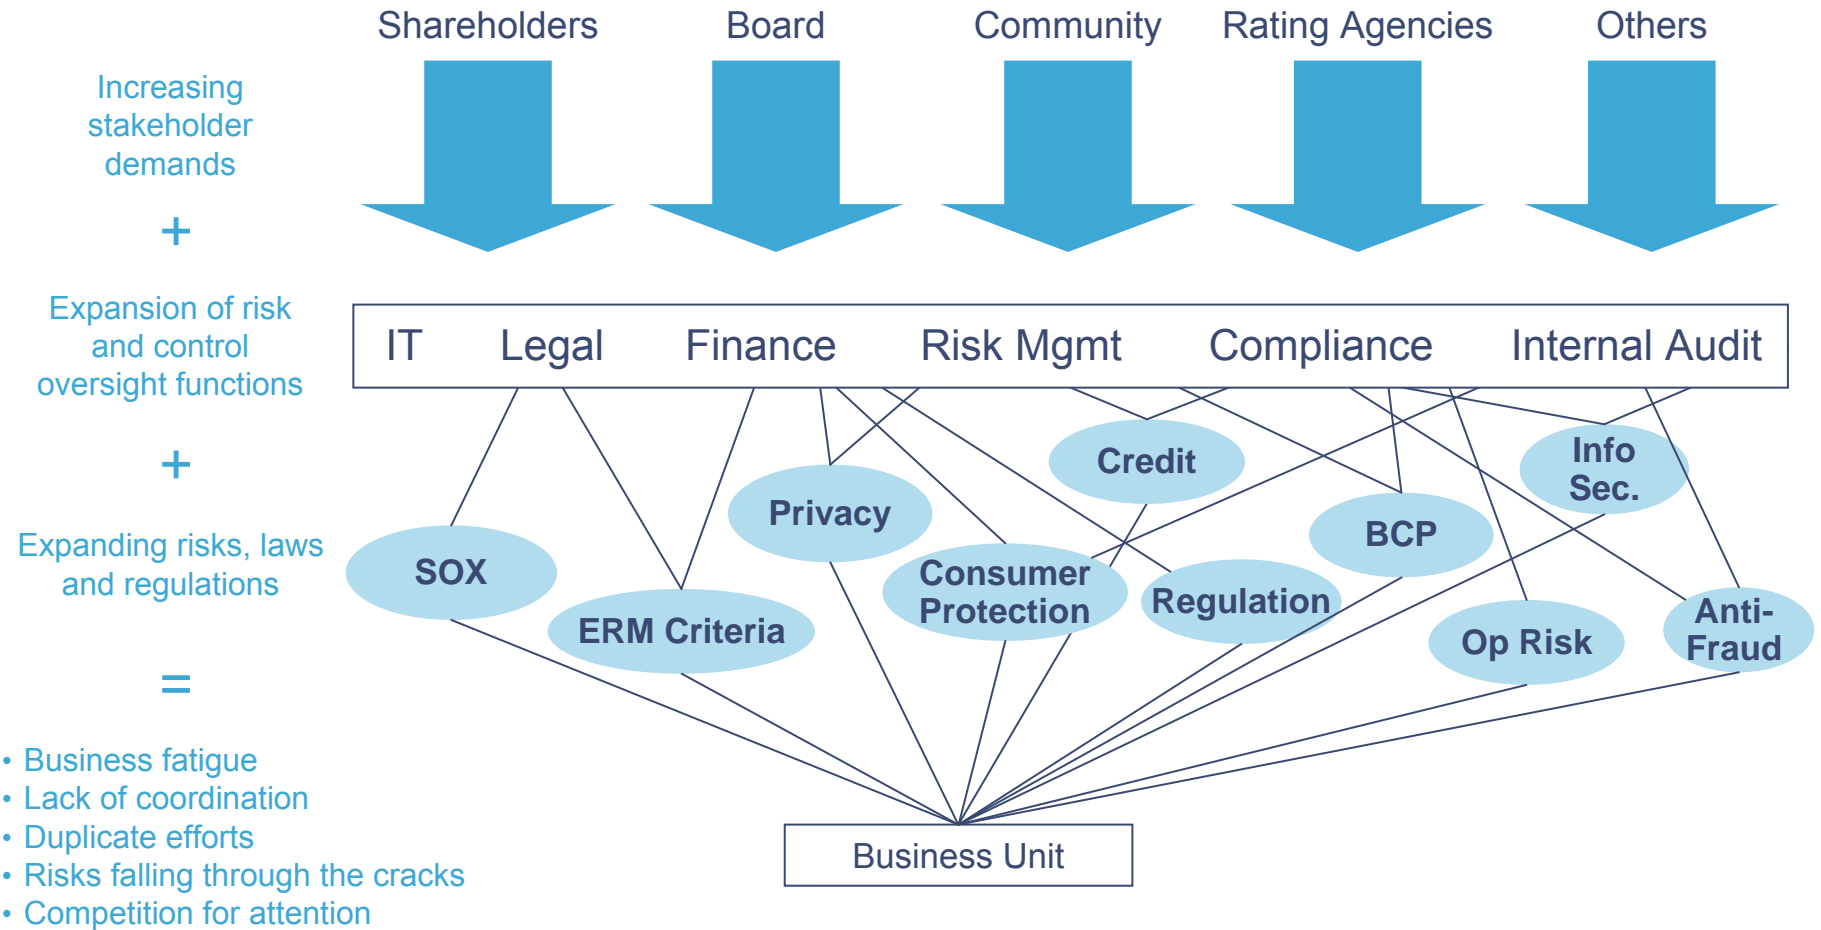 Shareholders Board Community Rating Agencies Others
Increasing
stakeholder
demands
+
Expansion of risk
and control
oversight functions
IT Legal Finance Risk Mgmt Compliance Internal Audit
+
Expanding risks, laws
and regulations
Credit
Info
Sec.
Privacy
BCP
SOX
Consumer
Protection
Regulation
ERM Criteria
Op Risk
Anti-
Fraud
=
• Business fatigue
• Lack of coordination
• Duplicate efforts
• Risks falling through the cracks
• Competition for attention
Business Unit